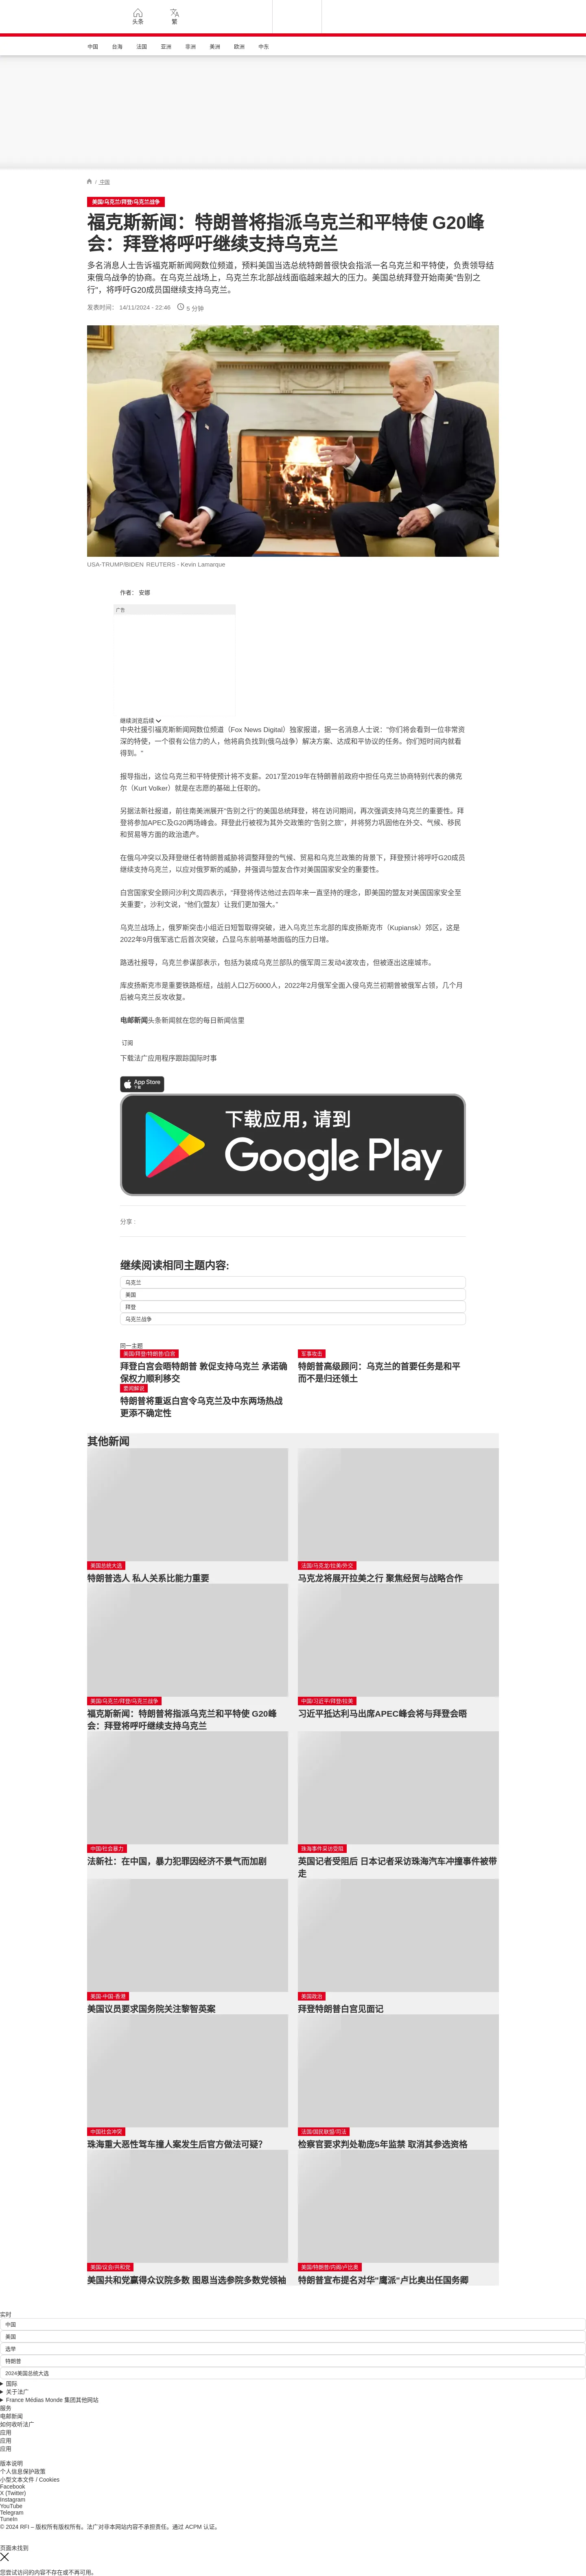 头条
繁
中国
台海
法国
亚洲
非洲
美洲
欧洲
中东
/ 中国
美国/乌克兰/拜登/乌克兰战争
福克斯新闻：特朗普将指派乌克兰和平特使 G20峰
会：拜登将呼吁继续支持乌克兰
多名消息人士告诉福克斯新闻网数位频道，预料美国当选总统特朗普很快会指派一名乌克兰和平特使，负责领导结
束俄乌战争的协商。在乌克兰战场上，乌克兰东北部战线面临越来越大的压力。美国总统拜登开始南美"告别之
行"，将呼吁G20成员国继续支持乌克兰。
发表时间： 14/11/2024 - 22:46
5 分钟
USA-TRUMP/BIDEN REUTERS - Kevin Lamarque
作者： 安娜
广告
继续浏览后续
中央社援引福克斯新闻网数位频道（Fox News Digital）独家报道，据一名消息人士说："你们将会看到一位非常资
深的特使，一个很有公信力的人，他将肩负找到(俄乌战争）解决方案、达成和平协议的任务。你们短时间内就看
得到。"
报导指出，这位乌克兰和平特使预计将不支薪。2017至2019年在特朗普前政府中担任乌克兰协商特别代表的佛克
尔（Kurt Volker）就是在志愿的基础上任职的。
另据法新社报道，前往南美洲展开"告别之行"的美国总统拜登，将在访问期间，再次强调支持乌克兰的重要性。拜
登将参加APEC及G20两场峰会。拜登此行被视为其外交政策的"告别之旅"，并将努力巩固他在外交、气候、移民
和贸易等方面的政治遗产。
在俄乌冲突以及拜登继任者特朗普威胁将调整拜登的气候、贸易和乌克兰政策的背景下，拜登预计将呼吁G20成员
继续支持乌克兰，以应对俄罗斯的威胁，并强调与盟友合作对美国国家安全的重要性。
白宫国家安全顾问沙利文周四表示，"拜登将传达他过去四年来一直坚持的理念，即美国的盟友对美国国家安全至
关重要"，沙利文说，"他们(盟友）让我们更加强大。"
乌克兰战场上，俄罗斯突击小组近日短暂取得突破，进入乌克兰东北部的库皮扬斯克市（Kupiansk）郊区，这是
2022年9月俄军逃亡后首次突破，凸显乌东前哨基地面临的压力日增。
路透社报导，乌克兰参谋部表示，包括为装成乌克兰部队的俄军周三发动4波攻击，但被逐出这座城市。
库皮扬斯克市是重要铁路枢纽，战前人口2万6000人，2022年2月俄军全面入侵乌克兰初期曾被俄军占领，几个月
后被乌克兰反攻收复。
电邮新闻头条新闻就在您的每日新闻信里
订阅
下载法广应用程序跟踪国际时事
App Store
下载
下载应用，请到
Google Play
分享 :
继续阅读相同主题内容:
乌克兰
美国
拜登
乌克兰战争
同一主题
美国/拜登/特朗普/白宫
拜登白宫会晤特朗普 敦促支持乌克兰 承诺确
保权力顺利移交
军事攻击
特朗普高级顾问：乌克兰的首要任务是和平
而不是归还领土
要闻解说
特朗普将重返白宫令乌克兰及中东两场热战
更添不确定性
其他新闻
美国总统大选
特朗普选人 私人关系比能力重要
法国/马克龙/拉美/外交
马克龙将展开拉美之行 聚焦经贸与战略合作
美国/乌克兰/拜登/乌克兰战争
福克斯新闻：特朗普将指派乌克兰和平特使 G20峰
会：拜登将呼吁继续支持乌克兰
中国/习近平/拜登/拉美
习近平抵达利马出席APEC峰会将与拜登会晤
中国/社会暴力
法新社：在中国，暴力犯罪因经济不景气而加剧
珠海事件采访受阻
英国记者受阻后 日本记者采访珠海汽车冲撞事件被带
走
美国-中国-香港
美国议员要求国务院关注黎智英案
美国政治
拜登特朗普白宫见面记
中国社会冲突
珠海重大恶性驾车撞人案发生后官方做法可疑?
法国/国民联盟/司法
检察官要求判处勒庞5年监禁 取消其参选资格
美国/议会/共和党
美国共和党赢得众议院多数 图恩当选参院多数党领袖
美国/特朗普/内阁/卢比奥
特朗普宣布提名对华"鹰派"卢比奥出任国务卿
实时
中国
美国
选举
特朗普
2024美国总统大选
国际
关于法广
France Médias Monde 集团其他网站
服务
电邮新闻
如何收听法广
应用
应用
应用
版本说明
个人信息保护政策
小型文本文件 / Cookies
Facebook
X (Twitter)
Instagram
YouTube
Telegram
TuneIn
© 2024 RFI – 版权所有版权所有。法广对非本网站内容不承担责任。通过 ACPM 认证。
页面未找到
您尝试访问的内容不存在或不再可用。